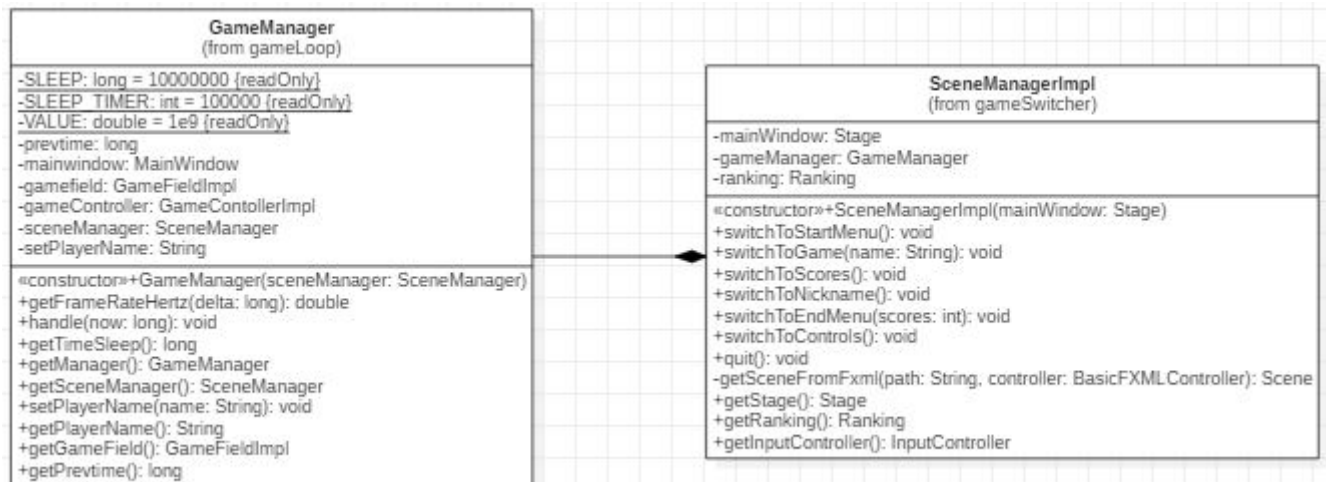 GameManager
(from gameLoop)
-SLEEP: long = 10000000 {readOnly}
-SLEEP_TIMER: int = 100000 {readOnly}
-VALUE: double = 1e9 {readOnly}
-prevtime: long
-mainwindow: MainWindow
-gamefield: GameFieldImpl
-gameController: GameContollerImpl
-sceneManager: SceneManager
-setPlayerName: String
«constructor»+GameManager(sceneManager: SceneManager)
+getFrameRateHertz(delta: long): double
+handle(now: long): void
+getTimeSleep(): long
+getManager(): GameManager
+getSceneManager(): SceneManager
+setPlayerName(name: String): void
+getPlayerName(): String
+getGameField(): GameFieldImpl
+getPrevtime(): long
SceneManagerImpl
(from gameSwitcher)
-mainWindow: Stage
-gameManager: GameManager
-ranking: Ranking
«constructor»+SceneManagerImpl(mainWindow: Stage)
+switchToStartMenu(): void
+switchToGame(name: String): void
+switchToScores(): void
+switchToNickname(): void
+switchToEndMenu(scores: int): void
+switchToControls(): void
+quit(): void
-getSceneFromFxml(path: String, controller: BasicFXMLController): Scene
+getStage(): Stage
+getRanking(): Ranking
+getInputController(): InputController